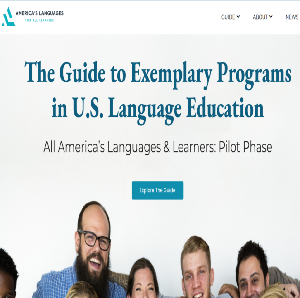 AMERICA'S LANGUAGES
GUIDE ABOUT NEWS
The Guide to Exemplary Programs
in U.S. Language Education
All America's Languages & Learners: Pilot Phase
Explore The Guide